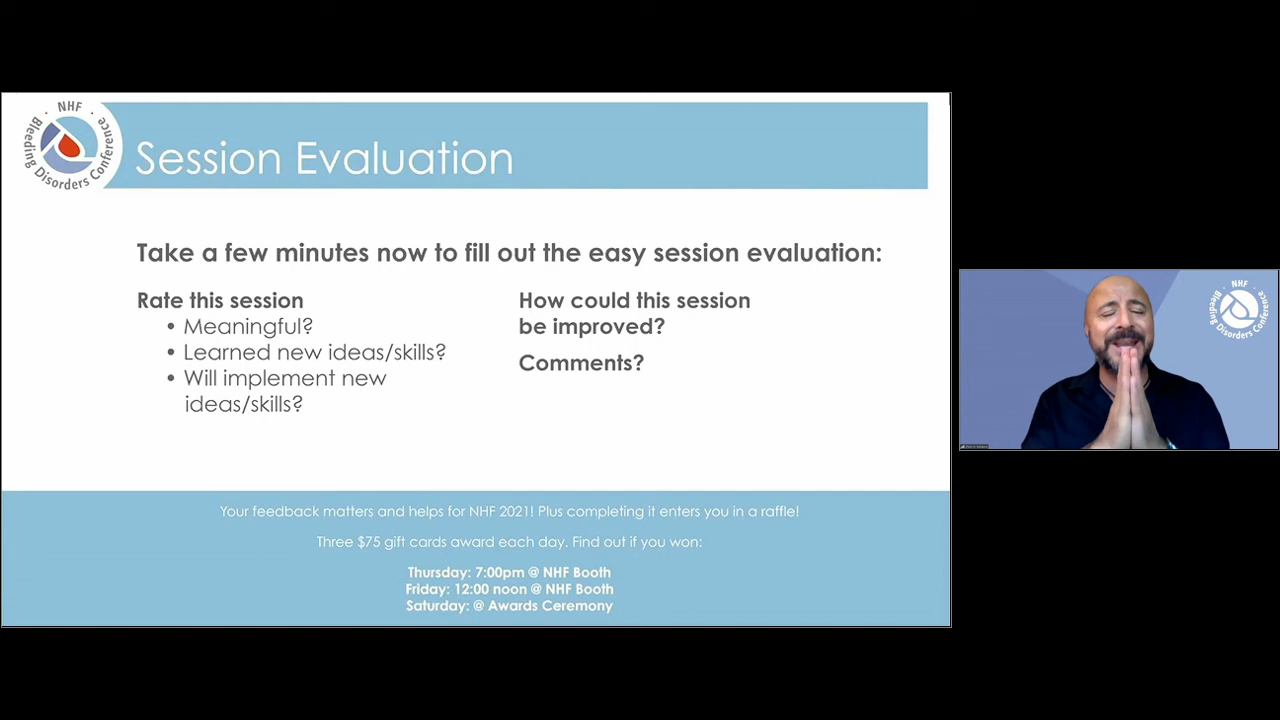 NHF
Bleeding Disorders Conference
Session Evaluation
Take a few minutes now to fill out the easy session evaluation:
Rate this session
• Meaningful?
• Learned new ideas/skills?
• Will implement new
ideas/skills?
How could this session
be improved?
Comments?
Your feedback matters and helps for NHF 2021! Plus completing it enters you in a raffle!
Three $75 gift cards award each day. Find out if you won:
Thursday: 7:00pm @ NHF Booth
Friday: 12:00 noon @ NHF Booth
Saturday: @ Awards Ceremony
NHF
Bleeding Disorders Conference